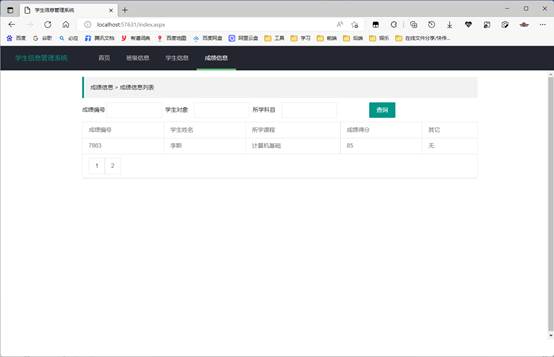 学生信息管理系统
localhost:57631/index.aspx
百度 谷歌 必应 腾讯文档 有道词典 百度地图 百度网盘 阿里云盘 工具 学习 前端 后端 娱乐 在线文件分享/快传...
学生信息管理系统 首页 班级信息 学生信息 成绩信息
成绩信息 > 成绩信息列表
成绩编号 学生对象 所学科目 查询
成绩编号 学生姓名 所学课程 成绩得分 其它
7863 李斯 计算机基础 85 无
1 2